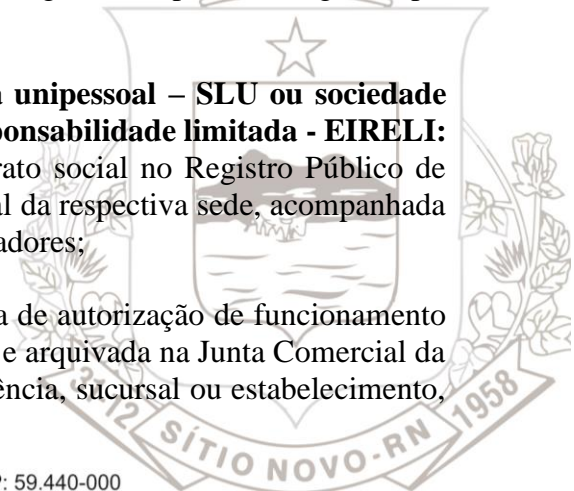 a unipessoal – SLU ou sociedade
ponsabilidade limitada - EIRELI:
rato social no Registro Público de
al da respectiva sede, acompanhada
adores;
a de autorização de funcionamento
e arquivada na Junta Comercial da
ência, sucursal ou estabelecimento,
31-12 SÍTIO NOVO-RN 1958
: 59.440-000